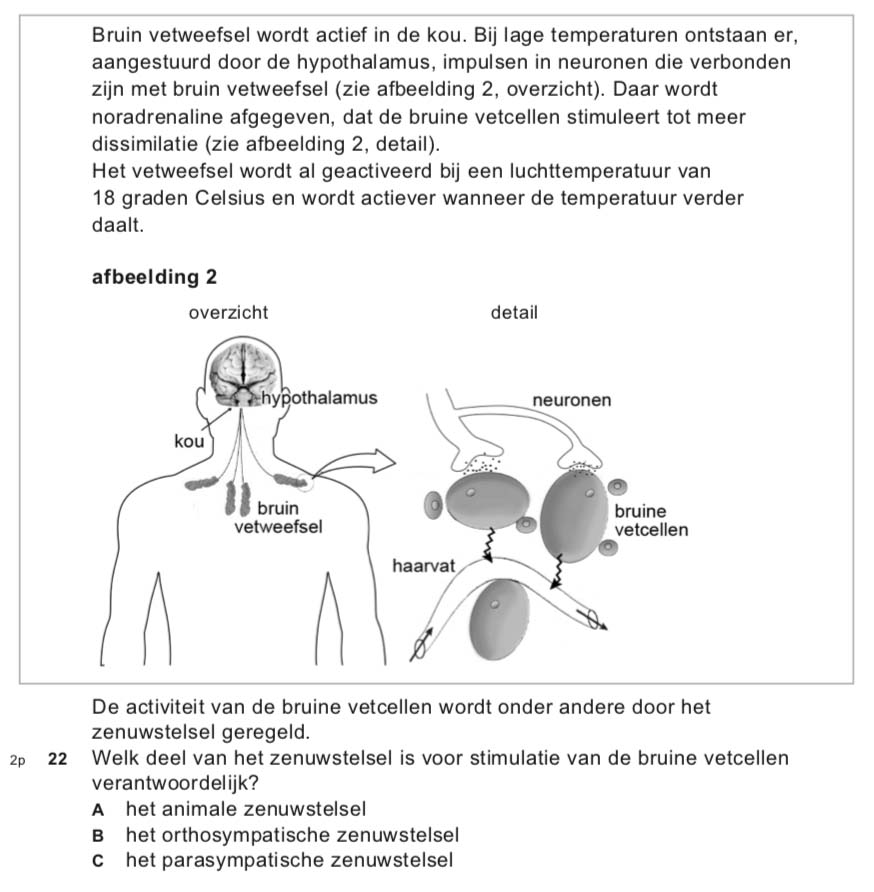 Bruin vetweefsel wordt actief in de kou. Bij lage temperaturen ontstaan er,
aangestuurd door de hypothalamus, impulsen in neuronen die verbonden
zijn met bruin vetweefsel (zie afbeelding 2, overzicht). Daar wordt
noradrenaline afgegeven, dat de bruine vetcellen stimuleert tot meer
dissimilatie (zie afbeelding 2, detail).
Het vetweefsel wordt al geactiveerd bij een luchttemperatuur van
18 graden Celsius en wordt actiever wanneer de temperatuur verder
daalt.
afbeelding 2
overzicht
detail
hypothalamus
kou
bruin
vetweefsel
neuronen
bruine
vetcellen
haarvat
De activiteit van de bruine vetcellen wordt onder andere door het
zenuwstelsel geregeld.
2p 22 Welk deel van het zenuwstelsel is voor stimulatie van de bruine vetcellen
verantwoordelijk?
A het animale zenuwstelsel
B het orthosympatische zenuwstelsel
C het parasympatische zenuwstelsel